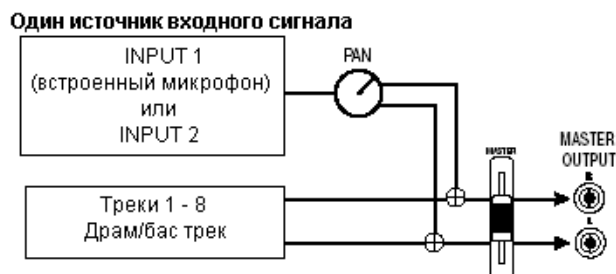 Один источник входного сигнала
INPUT 1
(встроенный микрофон)
или
INPUT 2
PAN
MASTER
MASTER
OUTPUT
R
L
Треки 1 - 8
Драм/бас трек